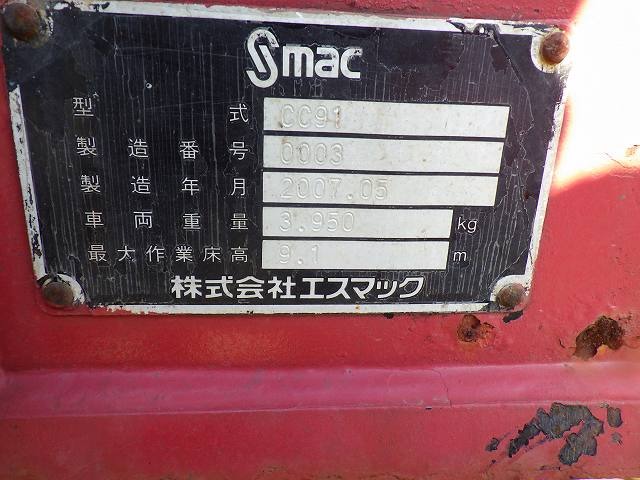 Smac
型式 CC91
製造番号 0003
製造年月 2007.05
車両重量 3.950 kg
最大作業床高 9.1 m
株式会社エスマック